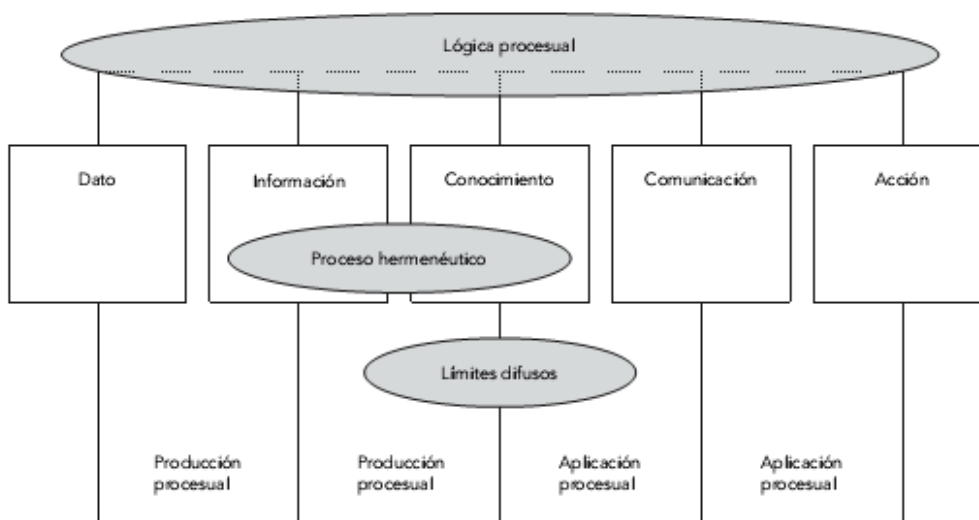 Lógica procesual
Dato
Información
Conocimiento
Comunicación
Acción
Proceso hermenéutico
Límites difusos
Producción
procesual
Producción
procesual
Aplicación
procesual
Aplicación
procesual